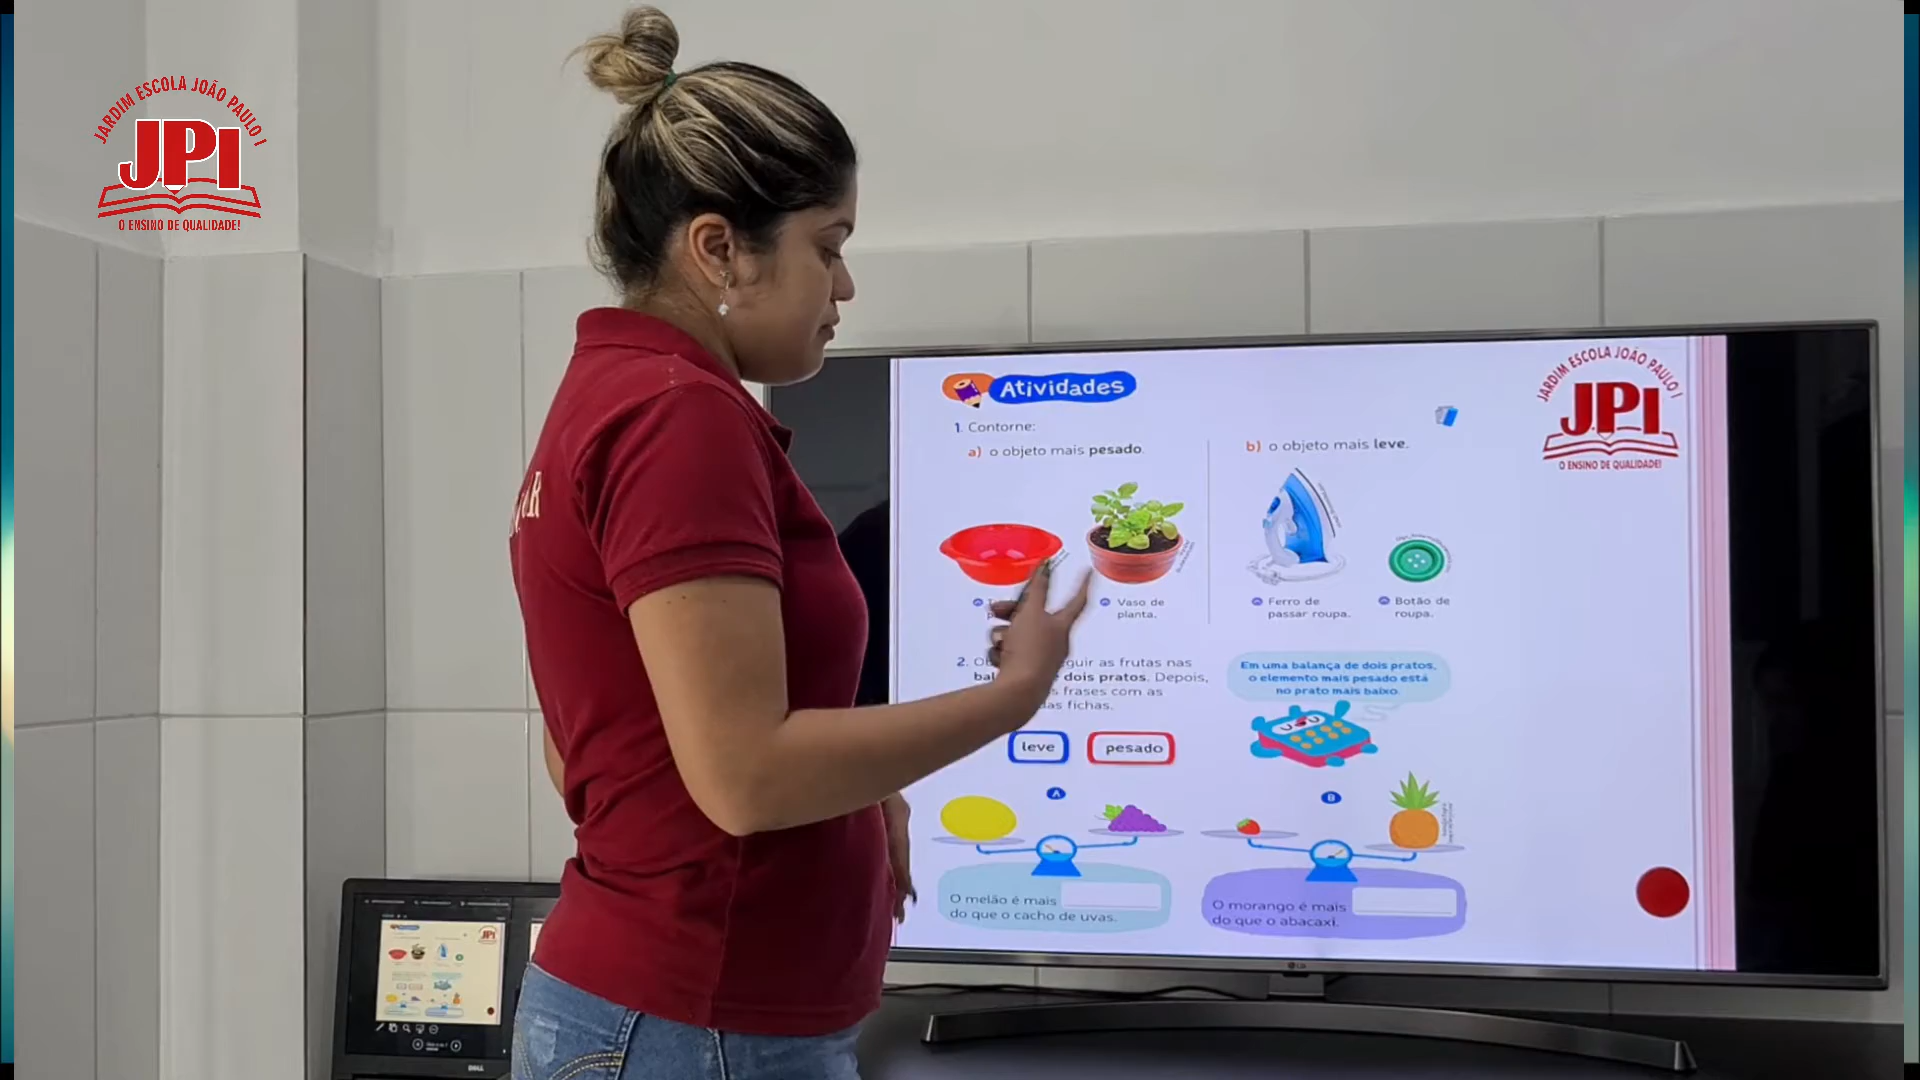 JARDIM ESCOLA JOÃO PAULO I
JPI
O ENSINO DE QUALIDADE!
Atividades
JARDIM ESCOLA JOÃO PAULO I
JPI
O ENSINO DE QUALIDADE!
1. Contorne:
a) o objeto mais pesado.
b) o objeto mais leve.
Vaso de
planta.
Ferro de
passar roupa.
Botão de
roupa.
2. as frutas nas
dois pratos. Depois,
frases com as
fichas.
Em uma balança de dois pratos,
o elemento mais pesado está
no prato mais baixo.
leve
pesado
A
B
O melão é mais
do que o cacho de uvas.
O morango é mais
do que o abacaxi.
LG
DELL